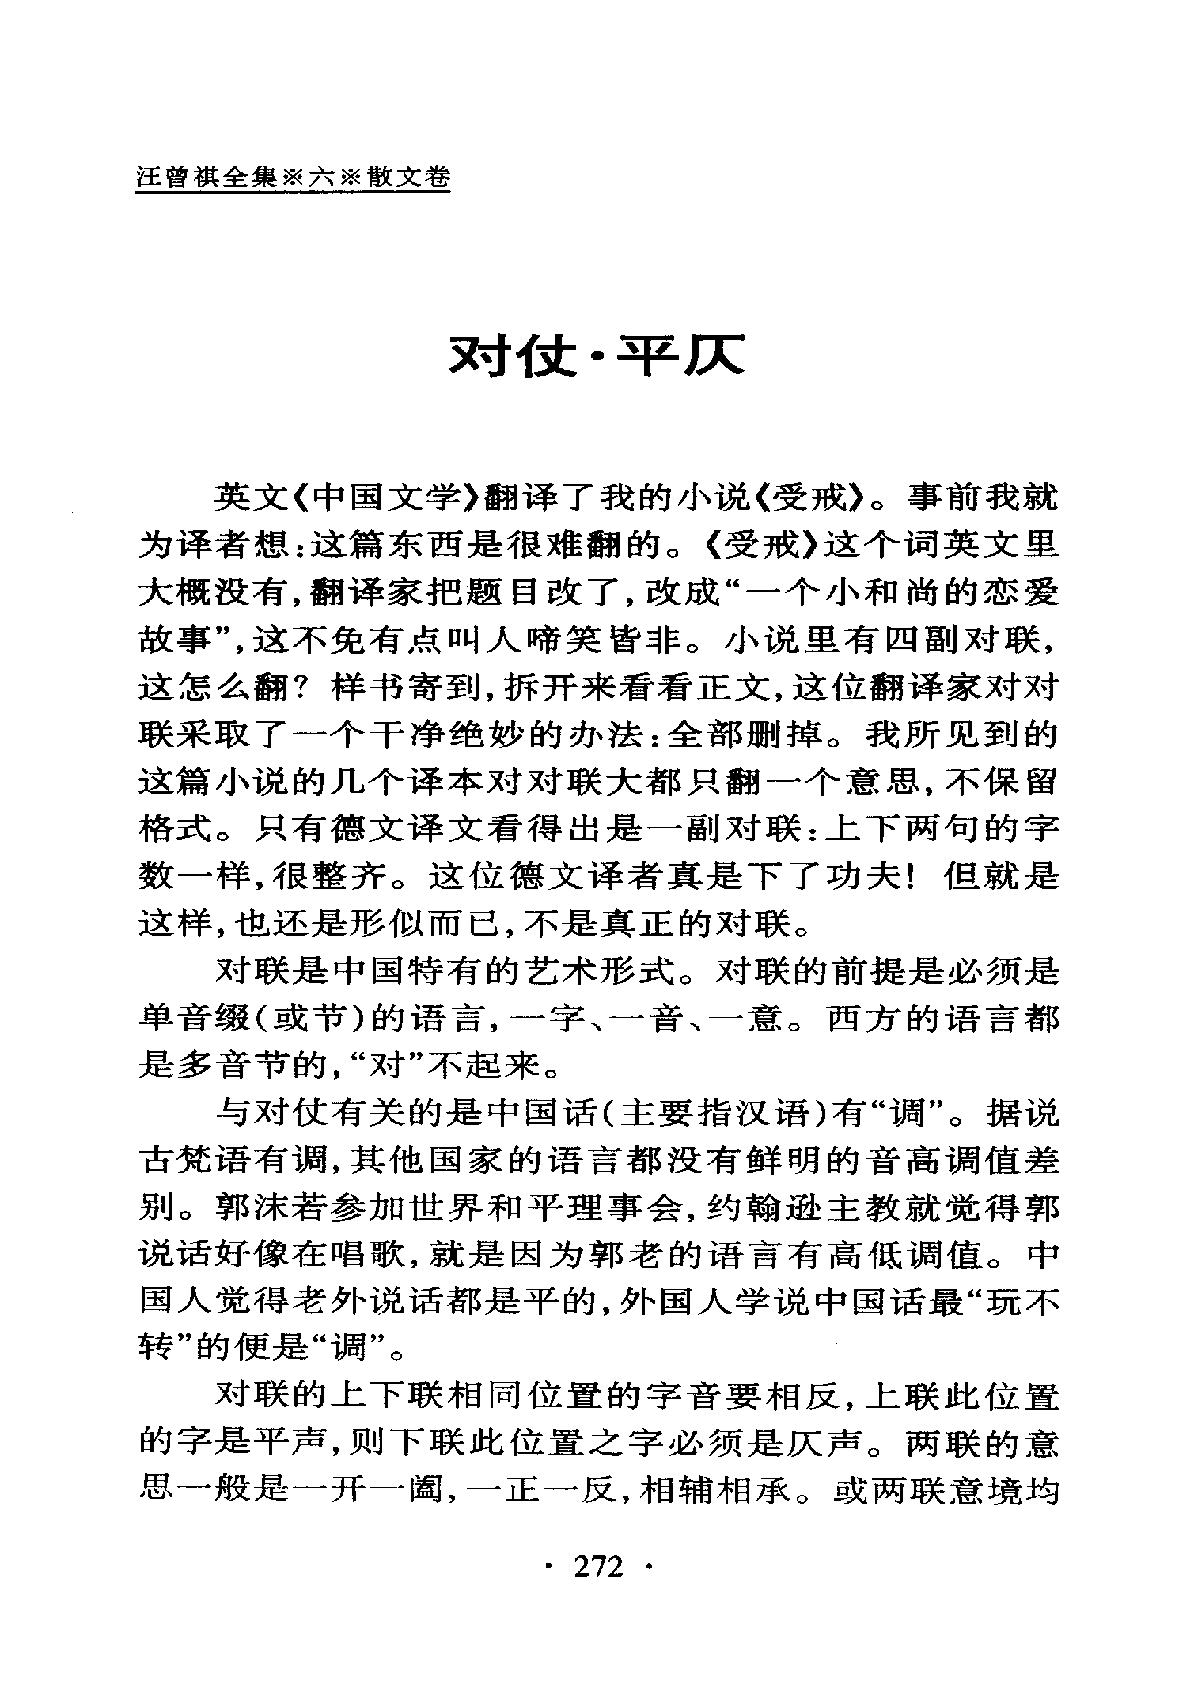 汪曾祺全集※六※散文卷
对仗·平仄
英文《中国文学》翻译了我的小说《受戒》。事前我就
为译者想:这篇东西是很难翻的。《受戒》这个词英文里
大概没有,翻译家把题目改了,改成“一个小和尚的恋爱
故事”,这不免有点叫人啼笑皆非。小说里有四副对联,
这怎么翻?样书寄到,拆开来看看正文,这位翻译家对对
联采取了一个干净绝妙的办法:全部删掉。我所见到的
这篇小说的几个译本对对联大都只翻一个意思,不保留
格式。只有德文译文看得出是一副对联:上下两句的字
数一样,很整齐。这位德文译者真是下了功夫!但就是
这样,也还是形似而已,不是真正的对联。
对联是中国特有的艺术形式。对联的前提是必须是
单音缀(或节)的语言,一字、一音、一意。西方的语言都
是多音节的,“对”不起来。
与对仗有关的是中国话(主要指汉语)有“调”。据说
古梵语有调,其他国家的语言都没有鲜明的音高调值差
别。郭沫若参加世界和平理事会,约翰逊主教就觉得郭
说话好像在唱歌,就是因为郭老的语言有高低调值。中
国人觉得老外说话都是平的,外国人学说中国话最“玩不
转”的便是“调”。
对联的上下联相同位置的字音要相反,上联此位置
的字是平声,则下联此位置之字必须是仄声。两联的意
思一般是一开一阖,一正一反,相辅相承。或两联意境均
· 272 ·